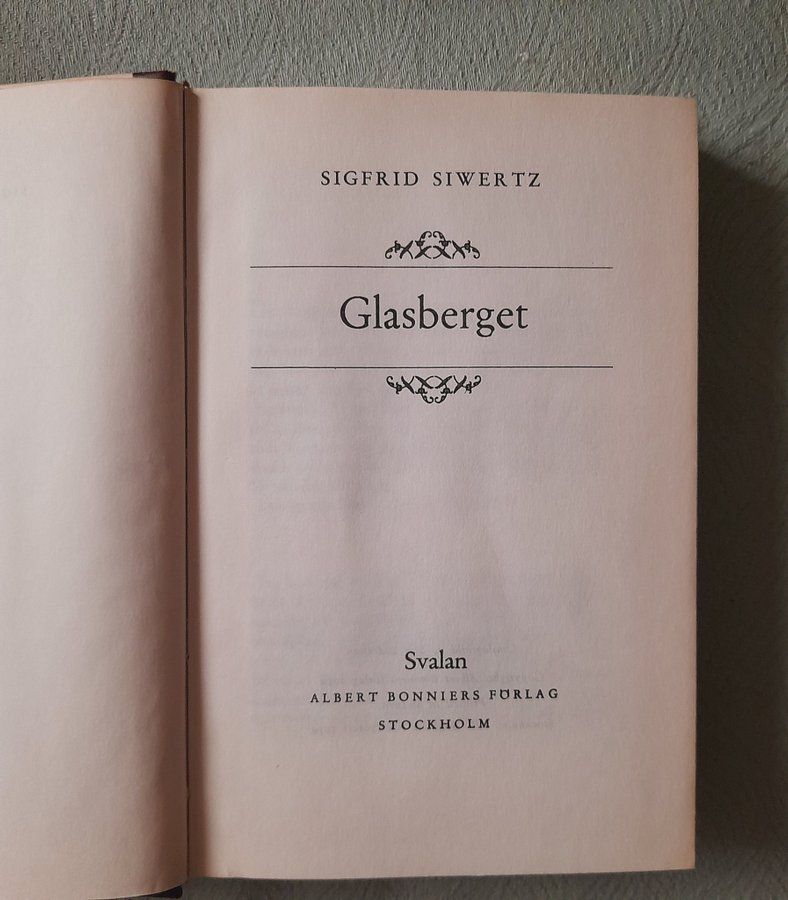 SIGFRID SIWERTZ
Glasberget
Svalan
ALBERT BONNIERS FÖRLAG
STOCKHOLM